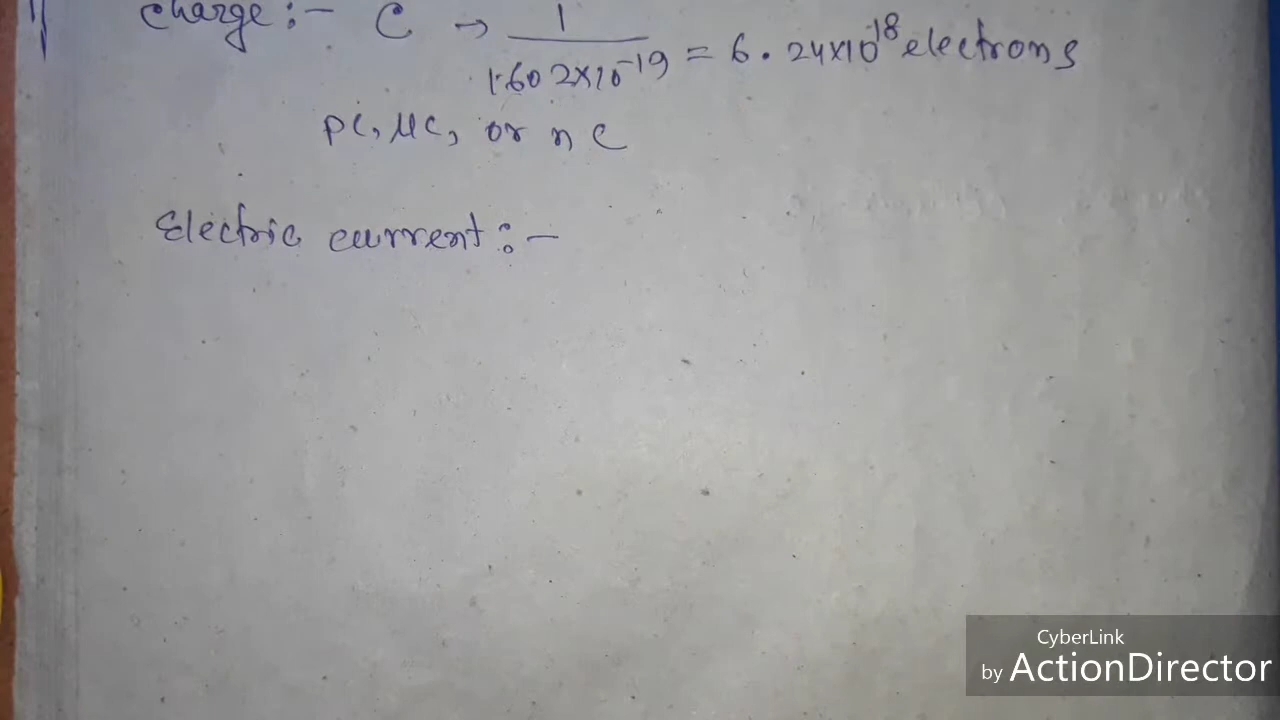 charge :- C → 1/1.602×10⁻¹⁹ = 6.24×10¹⁸ electrons
pC, μC, or nC
Electric current :-
CyberLink
by ActionDirector